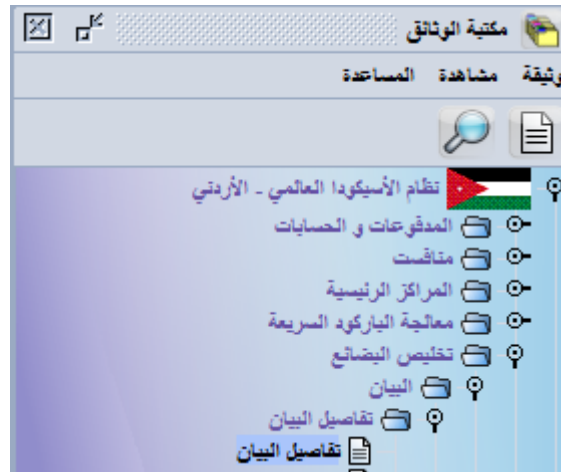 مكتبة الوثائق
وثيقة مشاهدة المساعدة
نظام الأسيكودا العالمي - الأردني
المدفوعات و الحسابات
منافست
المراكز الرئيسية
معالجة الباركود السريعة
تخليص البضائع
البيان
تفاصيل البيان
تفاصيل البيان